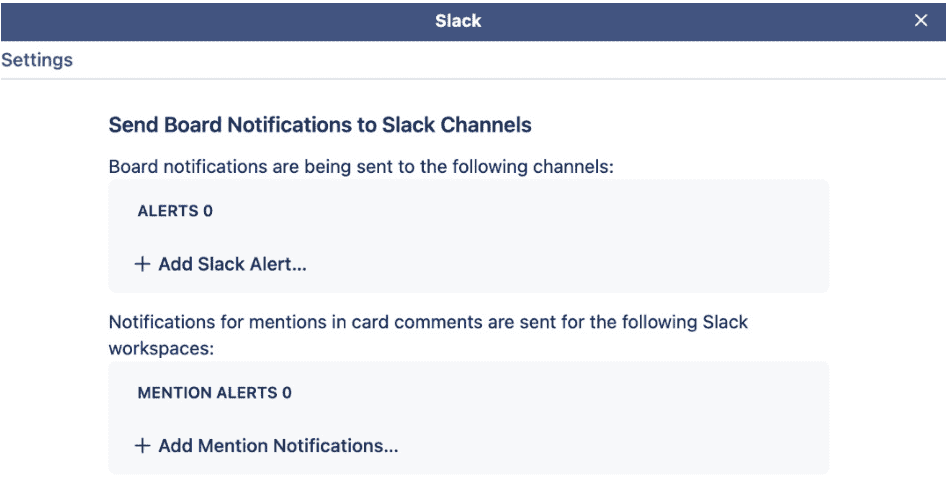 Slack
Settings
Send Board Notifications to Slack Channels
Board notifications are being sent to the following channels:
ALERTS 0
+ Add Slack Alert...
Notifications for mentions in card comments are sent for the following Slack
workspaces:
MENTION ALERTS 0
+ Add Mention Notifications...